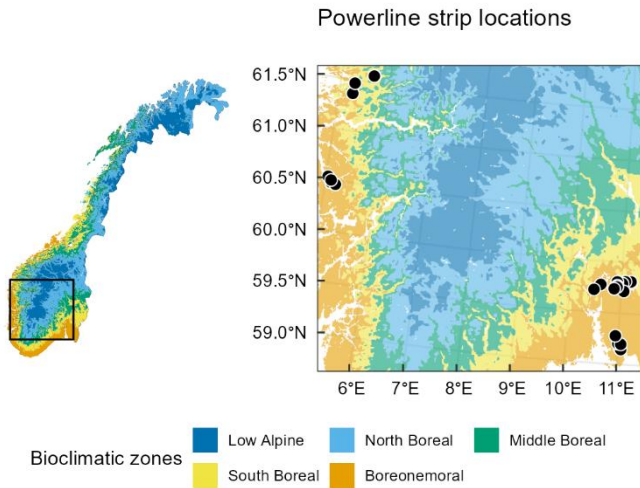 Powerline strip locations
61.5°N
61.0°N
60.5°N
60.0°N
59.5°N
59.0°N
6°E 7°E 8°E 9°E 10°E 11°E
Bioclimatic zones
Low Alpine North Boreal Middle Boreal
South Boreal Boreonemoral